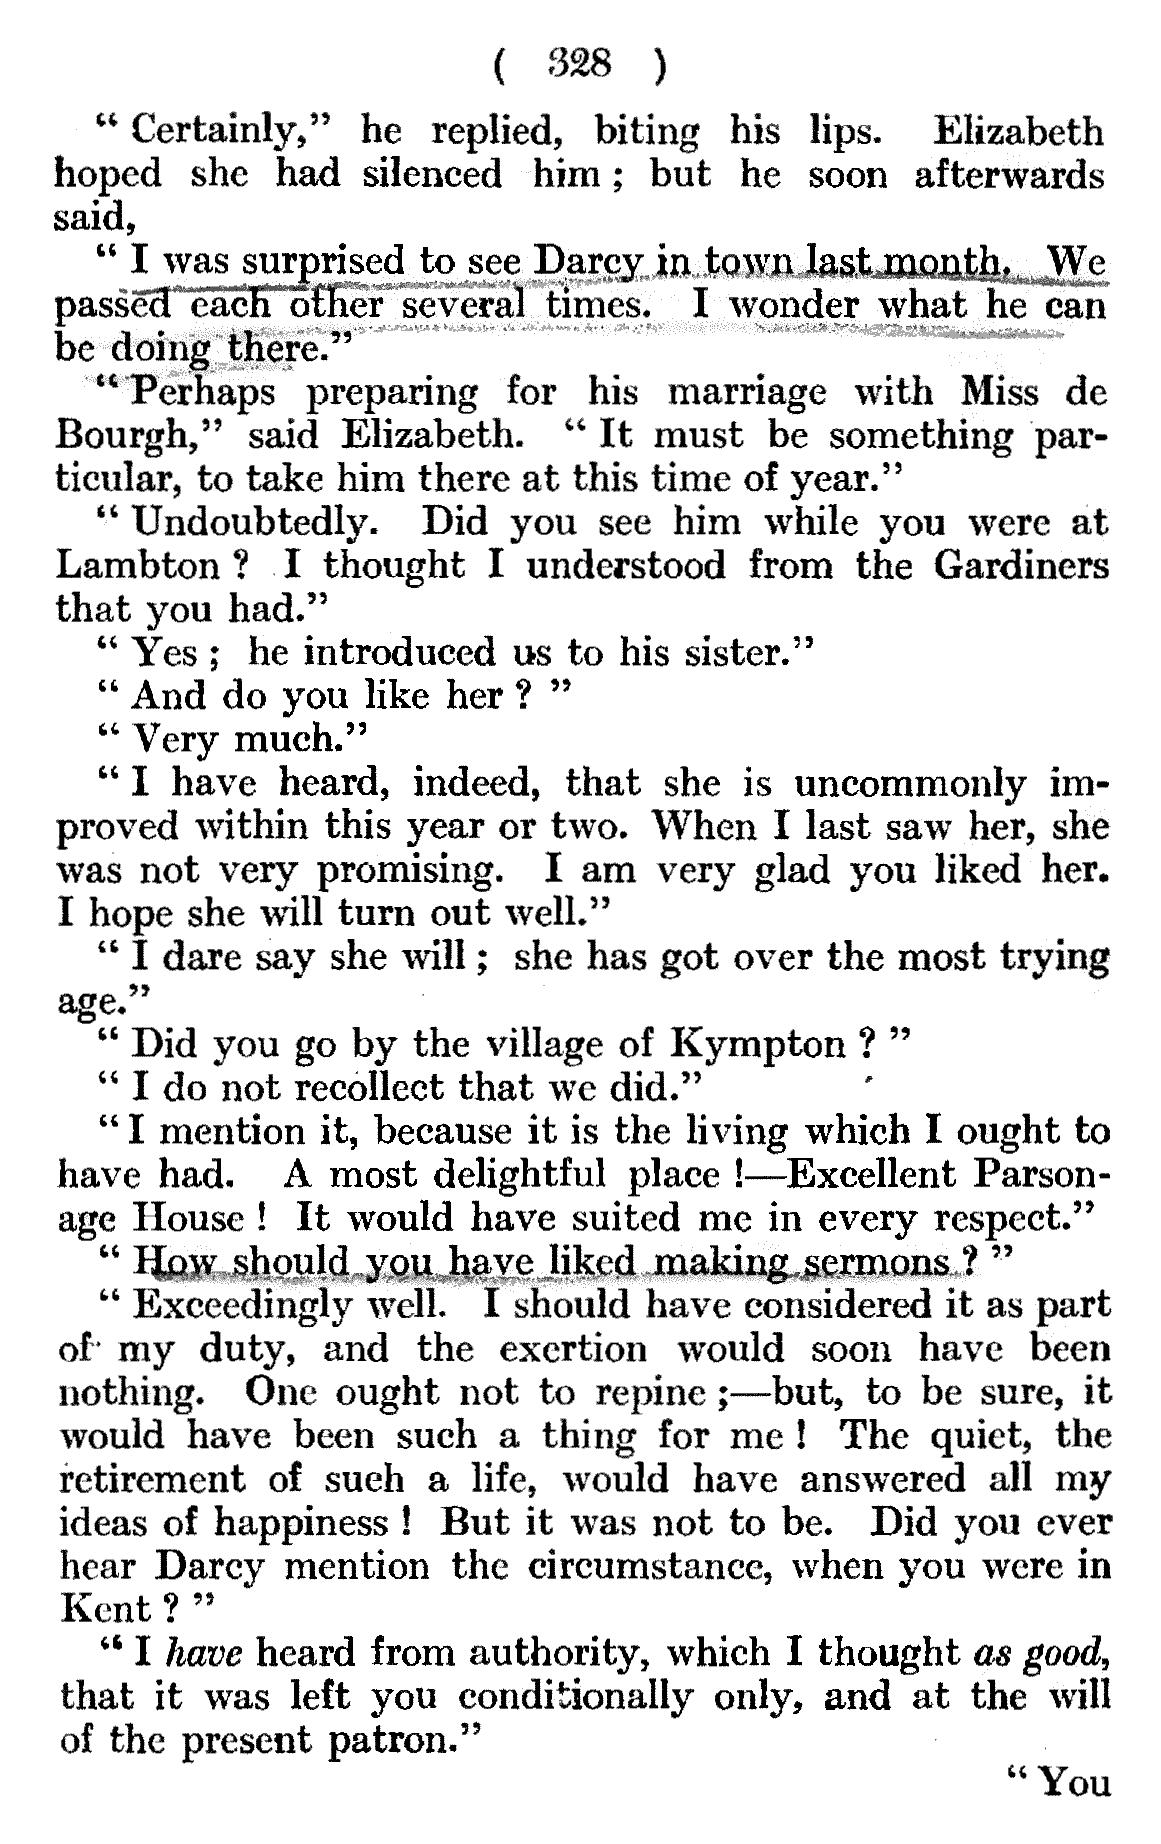 ( 328 )
“ Certainly,” he replied, biting his lips. Elizabeth
hoped she had silenced him ; but he soon afterwards
said,
“ I was surprised to see Darcy in town last month. We
passed each other several times. I wonder what he can
be doing there.”
“ Perhaps preparing for his marriage with Miss de
Bourgh,” said Elizabeth. “ It must be something par-
ticular, to take him there at this time of year.”
“ Undoubtedly. Did you see him while you were at
Lambton ? I thought I understood from the Gardiners
that you had.”
“ Yes ; he introduced us to his sister.”
“ And do you like her ? ”
“ Very much.”
“ I have heard, indeed, that she is uncommonly im-
proved within this year or two. When I last saw her, she
was not very promising. I am very glad you liked her.
I hope she will turn out well.”
“ I dare say she will ; she has got over the most trying
age.”
“ Did you go by the village of Kympton ? ”
“ I do not recollect that we did.”
“ I mention it, because it is the living which I ought to
have had. A most delightful place !—Excellent Parson-
age House ! It would have suited me in every respect.”
“ How should you have liked making sermons ? ”
“ Exceedingly well. I should have considered it as part
of my duty, and the exertion would soon have been
nothing. One ought not to repine ;—but, to be sure, it
would have been such a thing for me ! The quiet, the
retirement of such a life, would have answered all my
ideas of happiness ! But it was not to be. Did you ever
hear Darcy mention the circumstance, when you were in
Kent ? ”
“ I have heard from authority, which I thought as good,
that it was left you conditionally only, and at the will
of the present patron.”
“ You